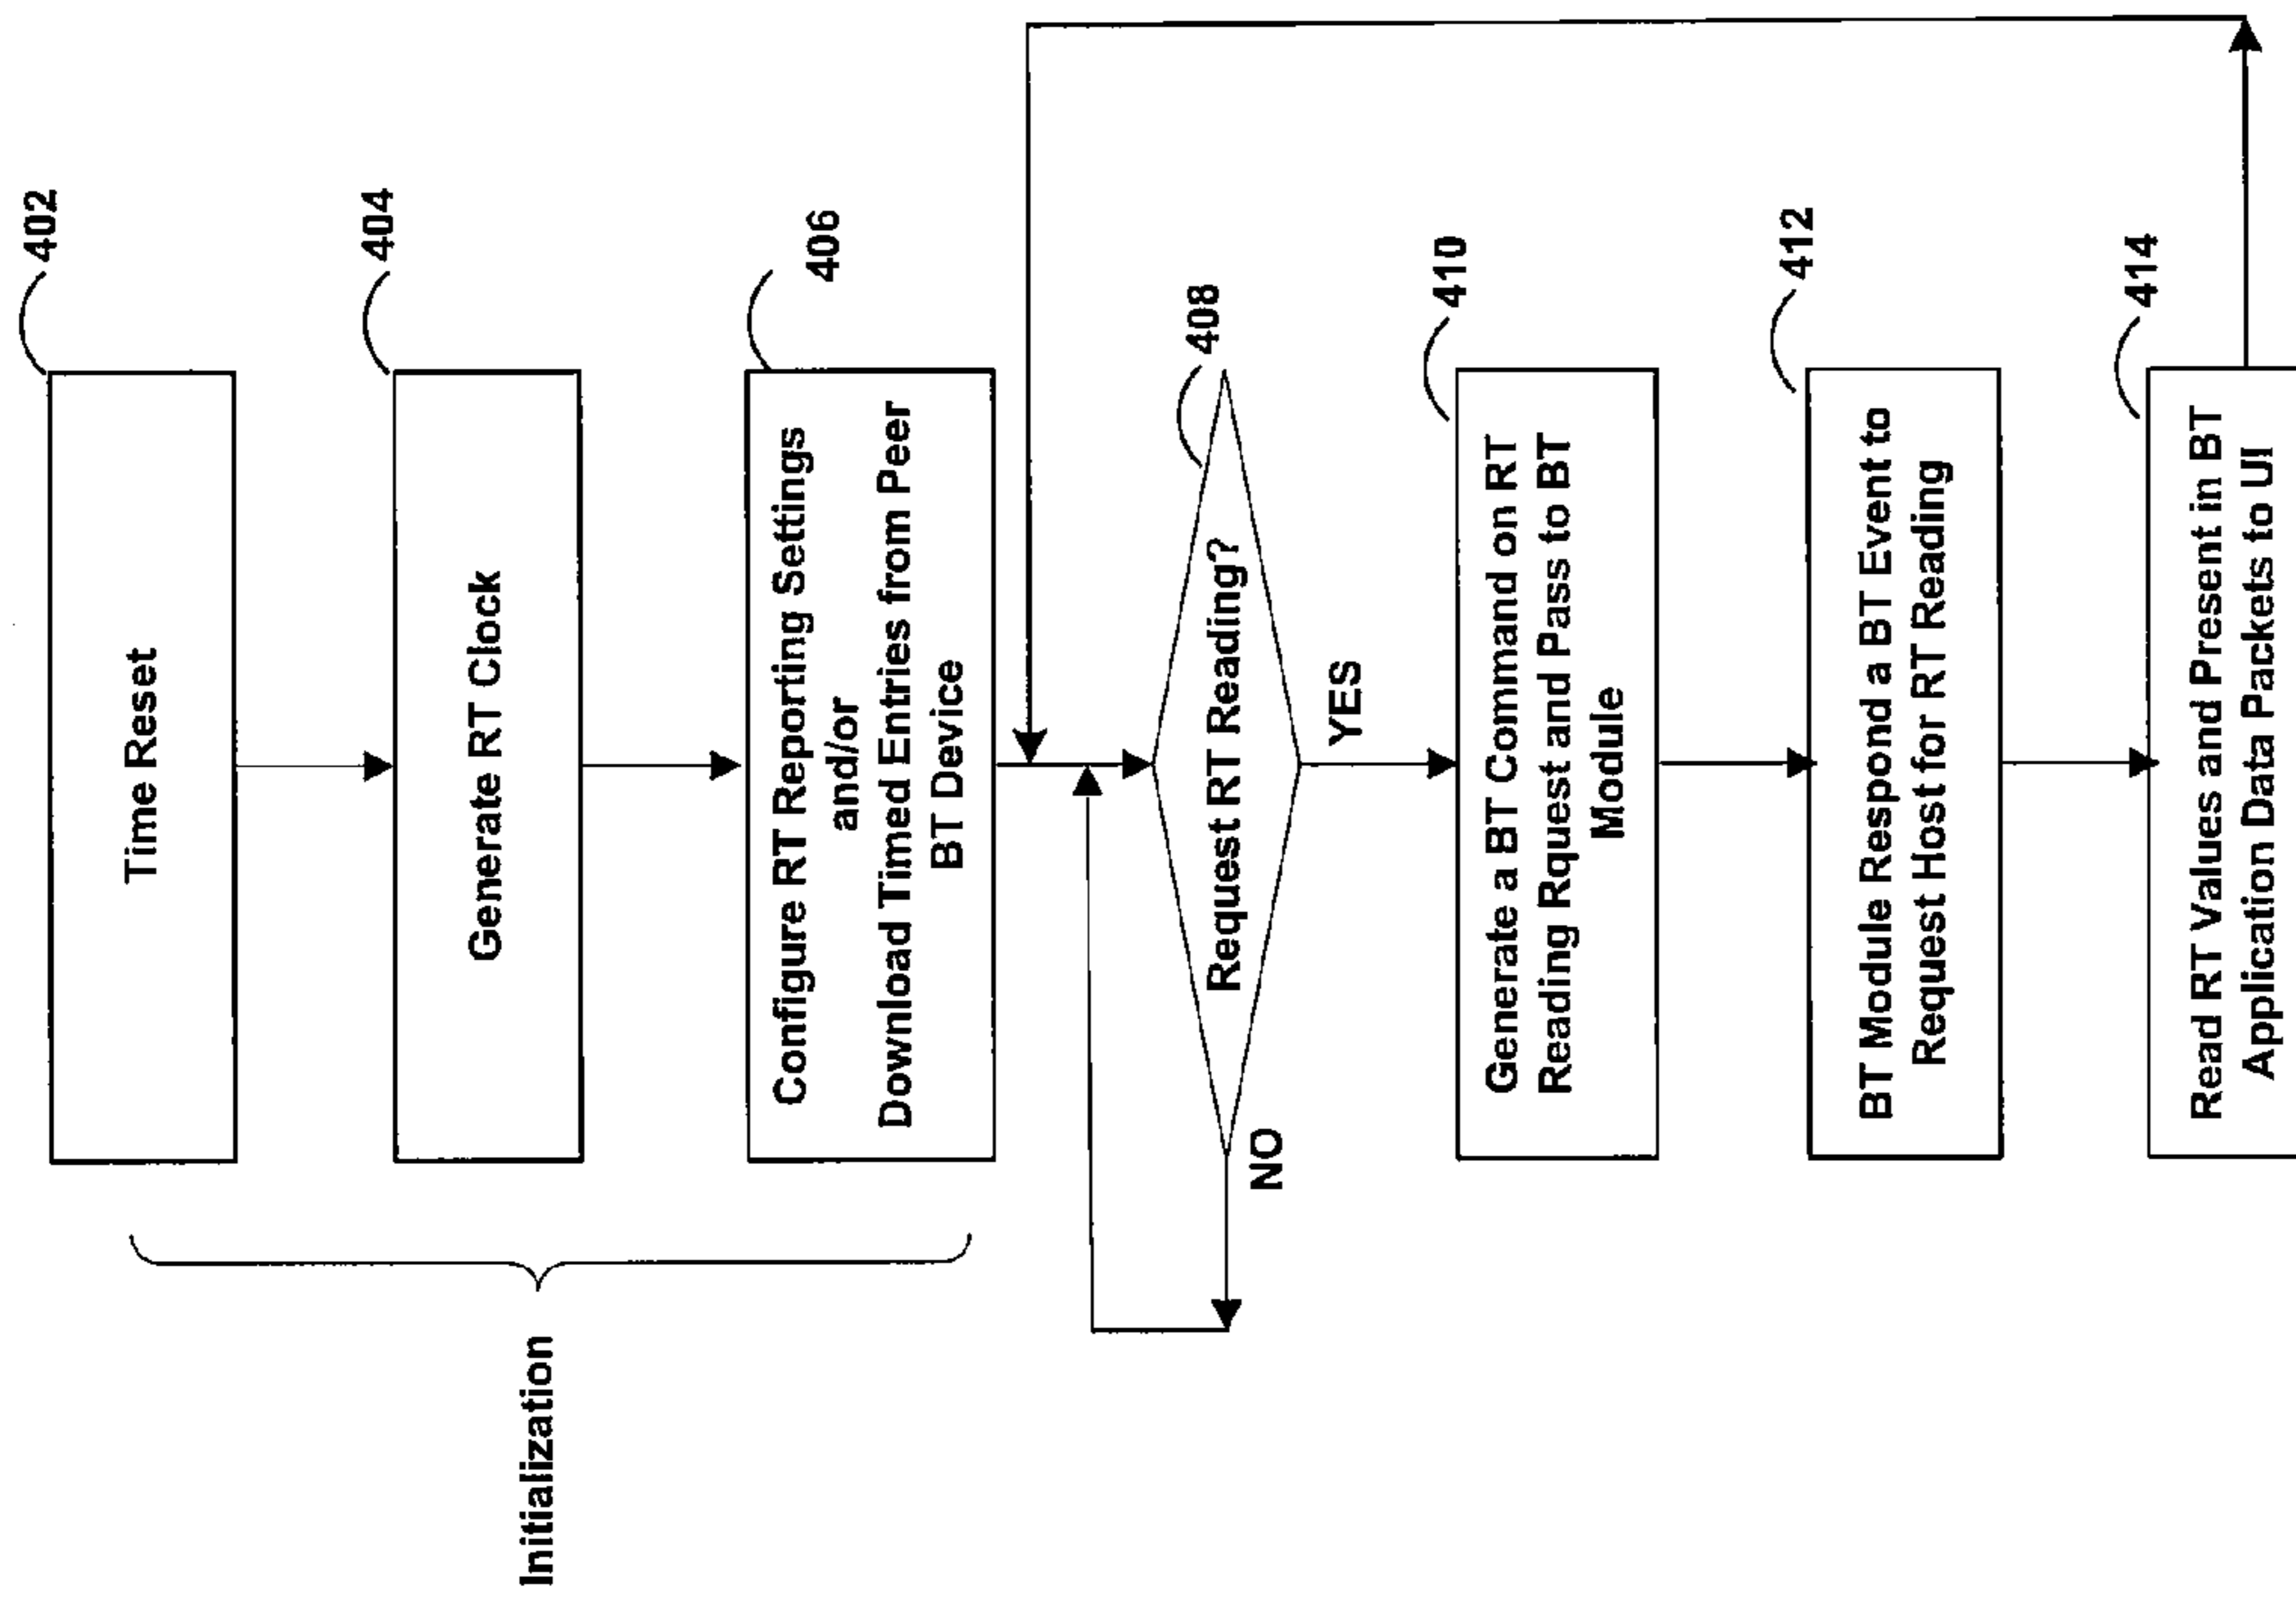 402
Time Reset
404
Generate RT Clock
Initialization
406
Configure RT Reporting Settings
and/or
Download Timed Entries from Peer
BT Device
408
Request RT Reading?
NO
YES
410
Generate a BT Command on RT
Reading Rquest and Pass to BT
Module
412
BT Module Respond a BT Event to
Request Host for RT Reading
414
Read RT Values and Present in BT
Application Data Packets to UI